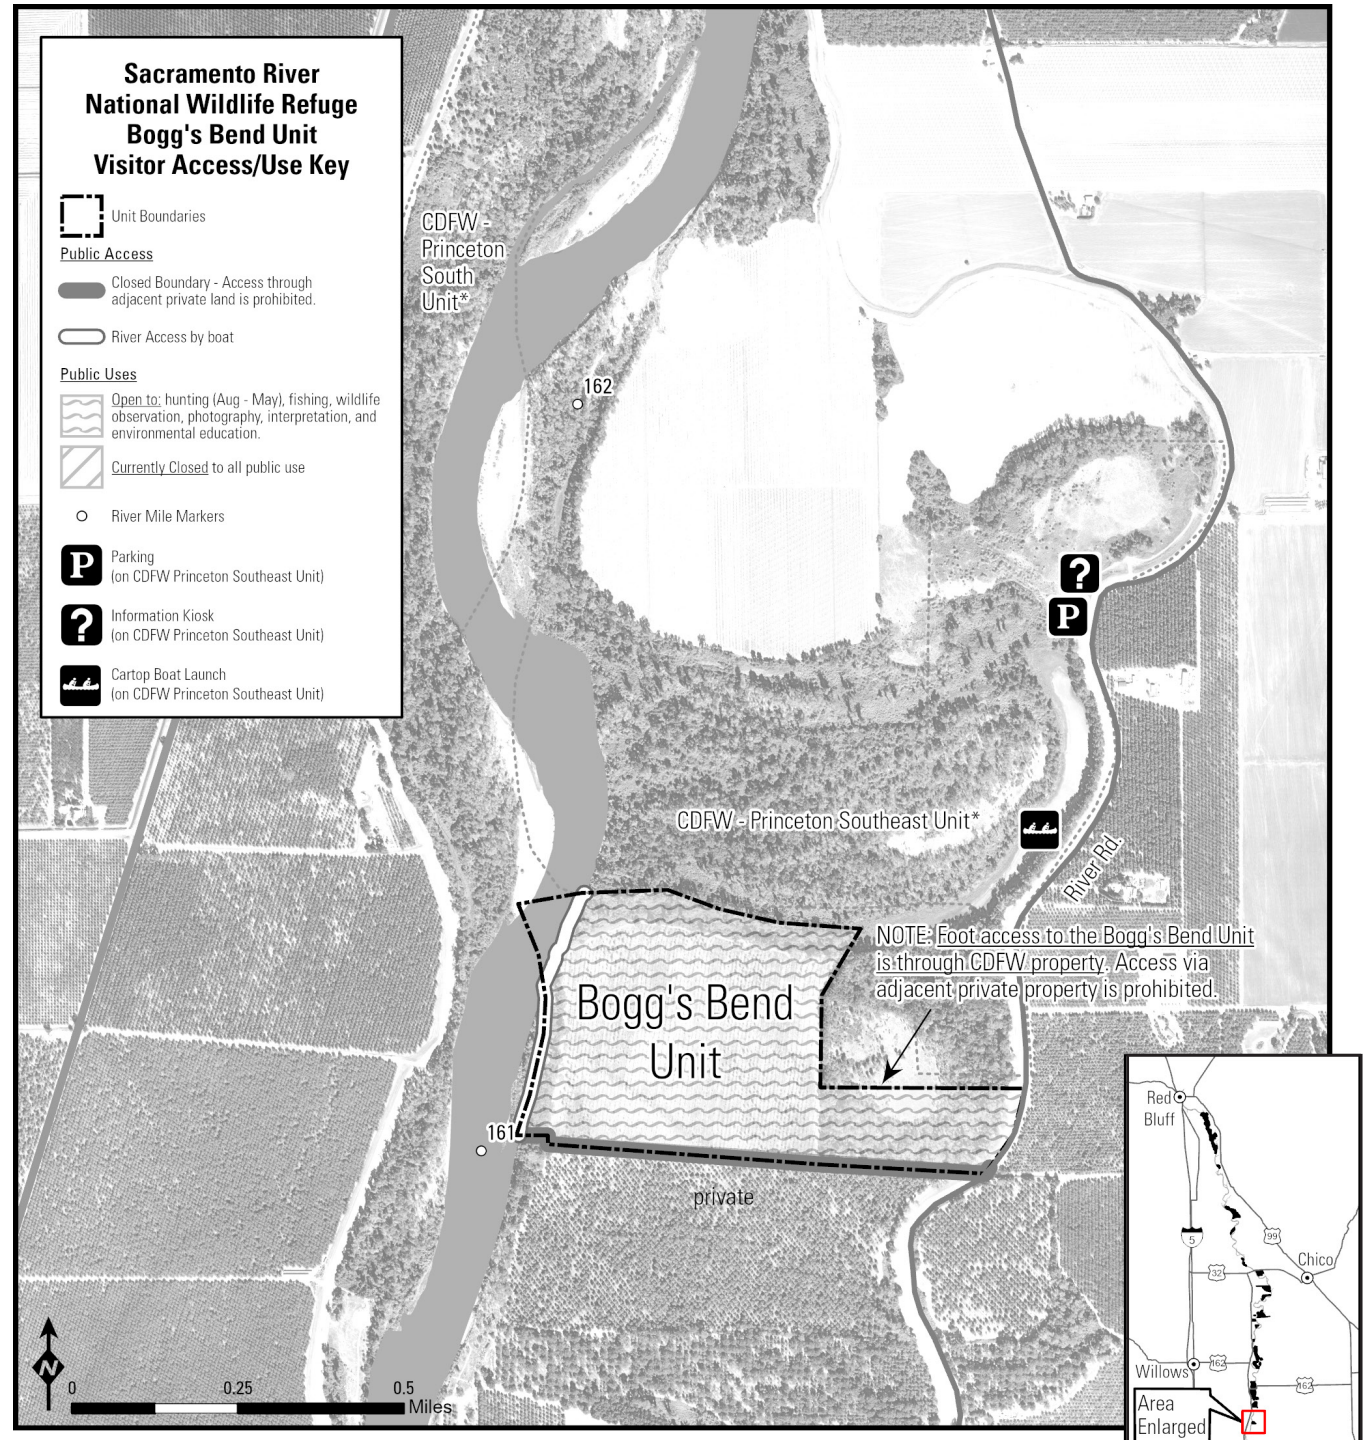 Sacramento River
National Wildlife Refuge
Bogg's Bend Unit
Visitor Access/Use Key
Unit Boundaries
Public Access
Closed Boundary - Access through
adjacent private land is prohibited.
River Access by boat
Public Uses
Open to: hunting (Aug - May), fishing, wildlife
observation, photography, interpretation, and
environmental education.
Currently Closed to all public use
River Mile Markers
P
Parking
(on CDFW Princeton Southeast Unit)
?
Information Kiosk
(on CDFW Princeton Southeast Unit)
Cartop Boat Launch
(on CDFW Princeton Southeast Unit)
CDFW -
Princeton
South
Unit*
162
?
P
CDFW - Princeton Southeast Unit*
River Rd.
NOTE: Foot access to the Bogg's Bend Unit
is through CDFW property. Access via
adjacent private property is prohibited.
Bogg's Bend
Unit
161
private
N
0 0.25 0.5
Miles
Red
Bluff
5
99
Chico
32
Willows
162
162
Area
Enlarged